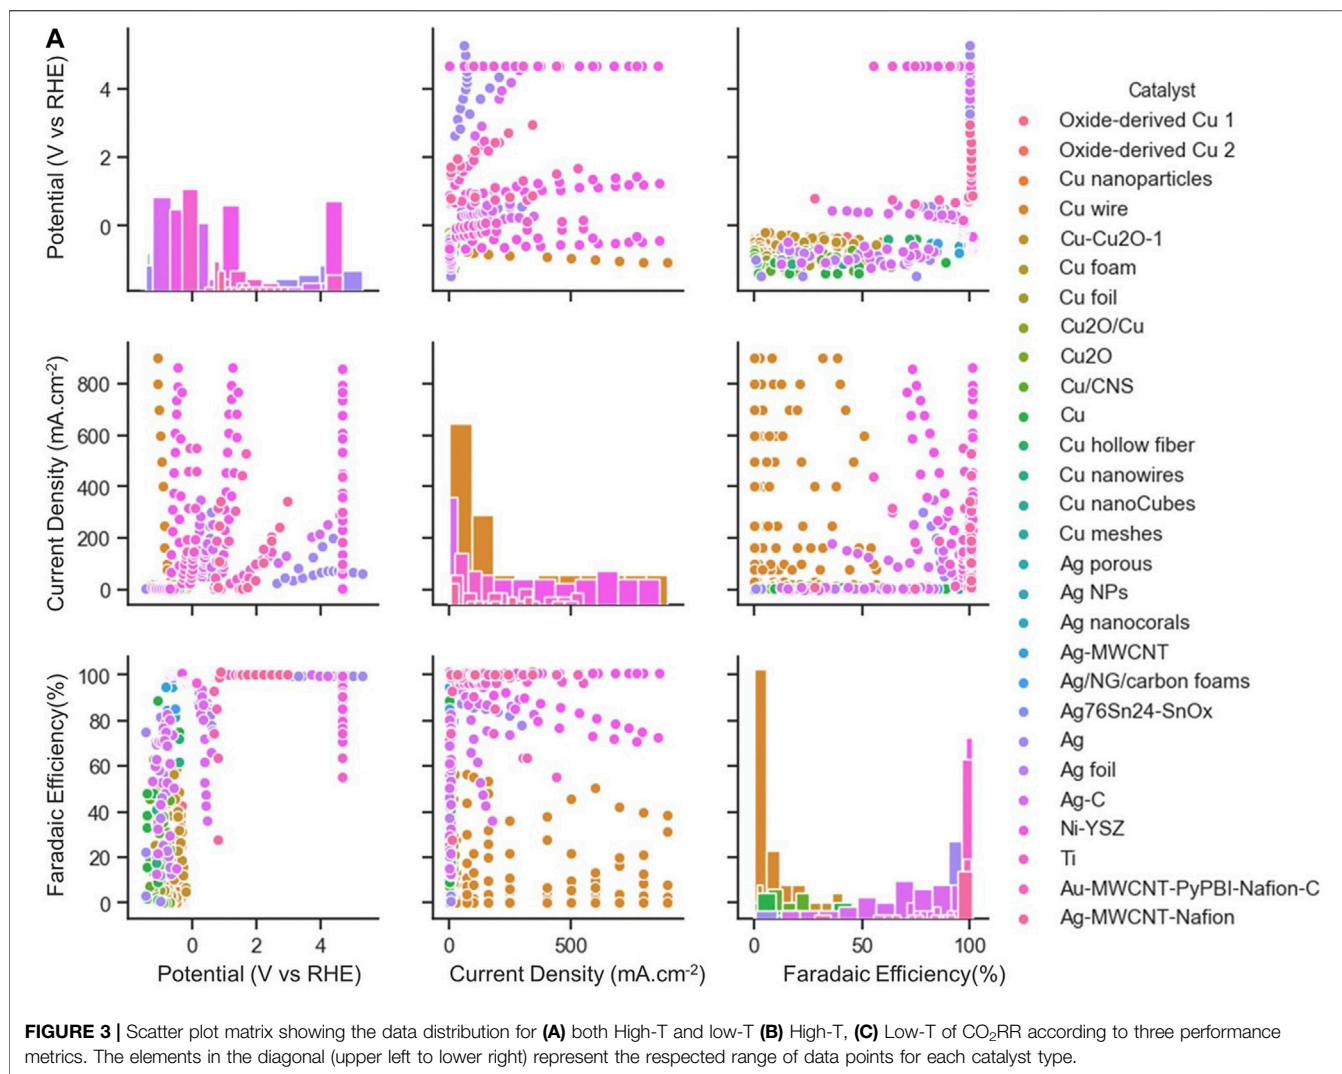 A
Potential (V vs RHE)
4
2
0
Current Density (mA.cm-2)
800
600
400
200
0
Faradaic Efficiency(%)
100
80
60
40
20
0
0 2 4
Potential (V vs RHE)
0 500
Current Density (mA.cm-2)
0 50 100
Faradaic Efficiency(%)
Catalyst
Oxide-derived Cu 1
Oxide-derived Cu 2
Cu nanoparticles
Cu wire
Cu-Cu2O-1
Cu foam
Cu foil
Cu2O/Cu
Cu2O
Cu/CNS
Cu
Cu hollow fiber
Cu nanowires
Cu nanoCubes
Cu meshes
Ag porous
Ag NPs
Ag nanocorals
Ag-MWCNT
Ag/NG/carbon foams
Ag76Sn24-SnOx
Ag
Ag foil
Ag-C
Ni-YSZ
Ti
Au-MWCNT-PyPBI-Nafion-C
Ag-MWCNT-Nafion
FIGURE 3 | Scatter plot matrix showing the data distribution for (A) both High-T and low-T (B) High-T, (C) Low-T of CO₂RR according to three performance
metrics. The elements in the diagonal (upper left to lower right) represent the respected range of data points for each catalyst type.